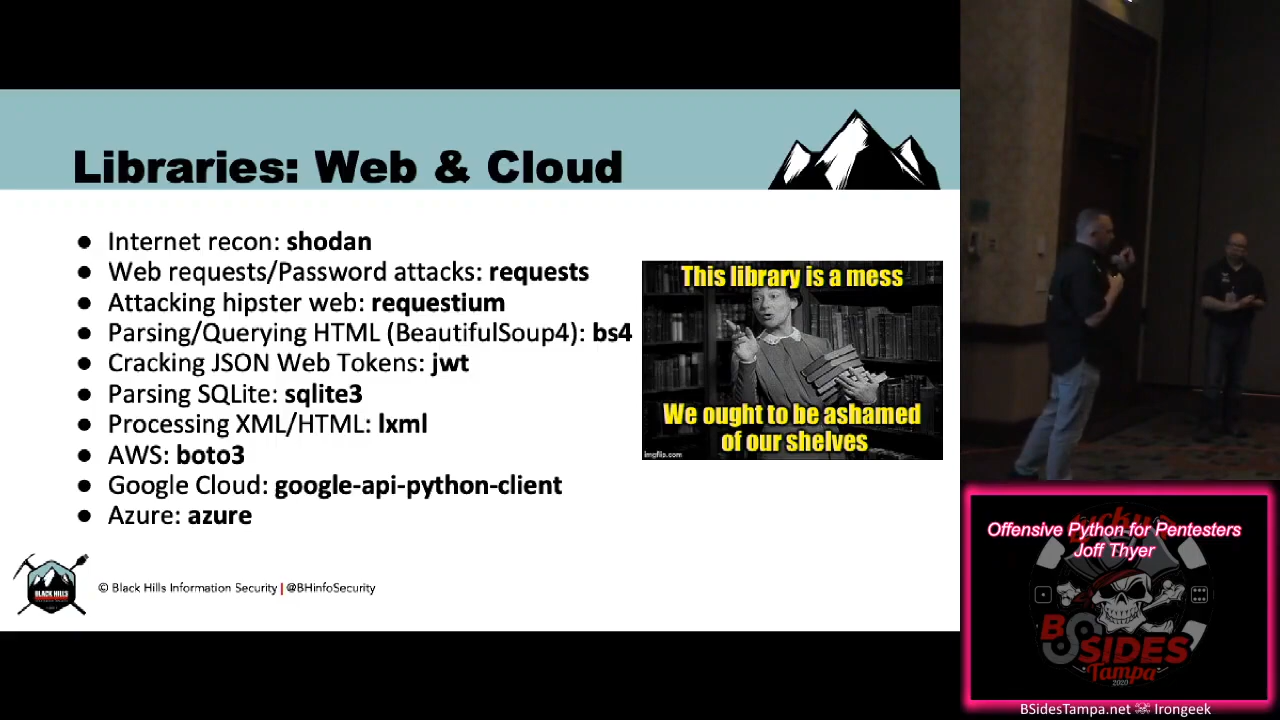 Libraries: Web & Cloud
● Internet recon: shodan
● Web requests/Password attacks: requests
● Attacking hipster web: requestium
● Parsing/Querying HTML (BeautifulSoup4): bs4
● Cracking JSON Web Tokens: jwt
● Parsing SQLite: sqlite3
● Processing XML/HTML: lxml
● AWS: boto3
● Google Cloud: google-api-python-client
● Azure: azure
This library is a mess
We ought to be ashamed
of our shelves
imgflip.com
BLACK HILLS
© Black Hills Information Security | @BHinfoSecurity
Offensive Python for Pentesters
Joff Thyer
BSIDES
Tampa
2020
BSidesTampa.net Irongeek